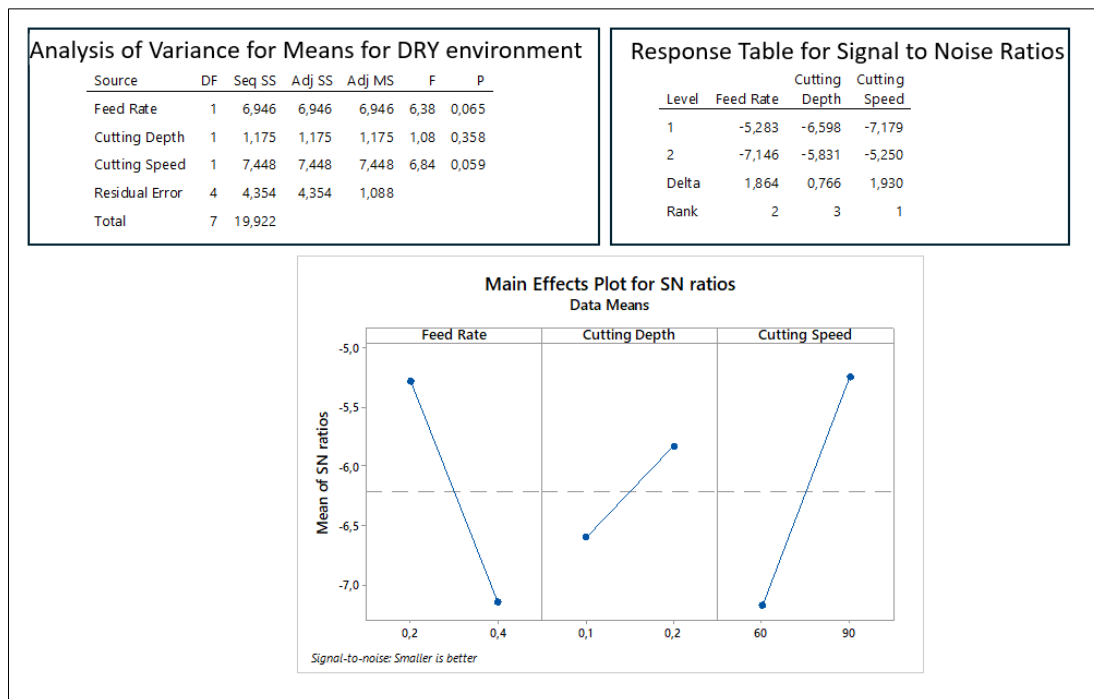 Analysis of Variance for Means for DRY environment
Source DF Seq SS Adj SS Adj MS F P
Feed Rate 1 6,946 6,946 6,946 6,38 0,065
Cutting Depth 1 1,175 1,175 1,175 1,08 0,358
Cutting Speed 1 7,448 7,448 7,448 6,84 0,059
Residual Error 4 4,354 4,354 1,088
Total 7 19,922
Response Table for Signal to Noise Ratios
Cutting Cutting
Level Feed Rate Depth Speed
1 -5,283 -6,598 -7,179
2 -7,146 -5,831 -5,250
Delta 1,864 0,766 1,930
Rank 2 3 1
Main Effects Plot for SN ratios
Data Means
Feed Rate Cutting Depth Cutting Speed
Mean of SN ratios
-5,0
-5,5
-6,0
-6,5
-7,0
0,2 0,4 0,1 0,2 60 90
Signal-to-noise: Smaller is better